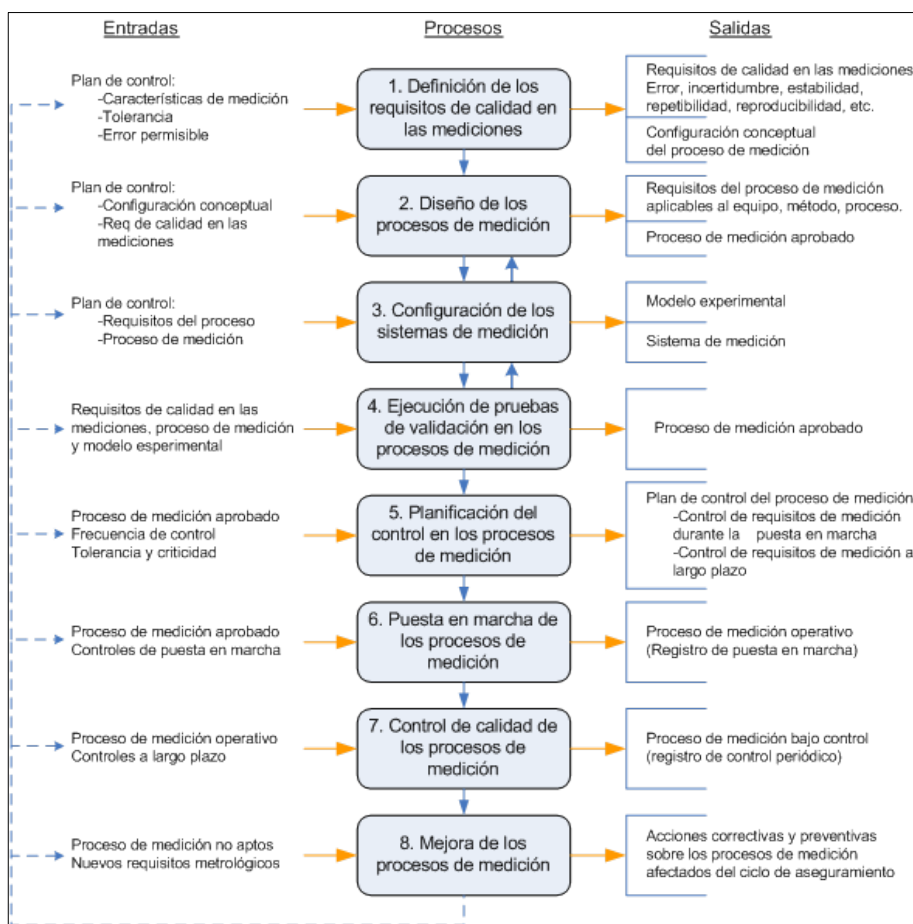 Entradas
Procesos
Salidas
Plan de control:
-Características de medición
-Tolerancia
-Error permisible
1. Definición de los
requisitos de calidad en
las mediciones
Requisitos de calidad en las mediciones
Error, incertidumbre, estabilidad,
repetibilidad, reproducibilidad, etc.
Configuración conceptual
del proceso de medición
Plan de control:
-Configuración conceptual
-Req de calidad en las
mediciones
2. Diseño de los
procesos de medición
Requisitos del proceso de medición
aplicables al equipo, método, proceso.
Proceso de medición aprobado
Plan de control:
-Requisitos del proceso
-Proceso de medición
3. Configuración de los
sistemas de medición
Modelo experimental
Sistema de medición
Requisitos de calidad en las
mediciones, proceso de medición
y modelo esperimental
4. Ejecución de pruebas
de validación en los
procesos de medición
Proceso de medición aprobado
Proceso de medición aprobado
Frecuencia de control
Tolerancia y criticidad
5. Planificación del
control en los procesos
de medición
Plan de control del proceso de medición
-Control de requisitos de medición
durante la puesta en marcha
-Control de requisitos de medición a
largo plazo
Proceso de medición aprobado
Controles de puesta en marcha
6. Puesta en marcha de
los procesos de
medición
Proceso de medición operativo
(Registro de puesta en marcha)
Proceso de medición operativo
Controles a largo plazo
7. Control de calidad de
los procesos de
medición
Proceso de medición bajo control
(registro de control periódico)
Proceso de medición no aptos
Nuevos requisitos metrológicos
8. Mejora de los
procesos de medición
Acciones correctivas y preventivas
sobre los procesos de medición
afectados del ciclo de aseguramiento